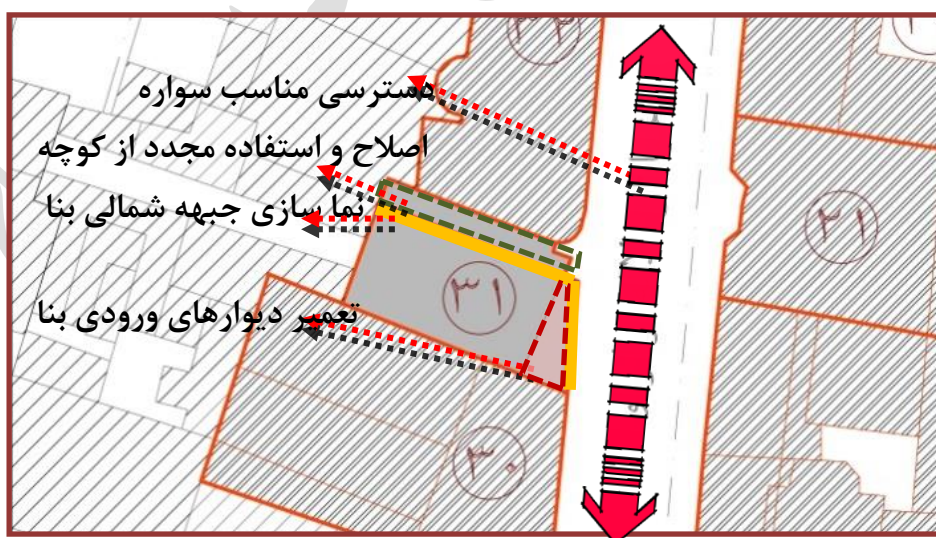 دسترسی مناسب سواره
اصلاح و استفاده مجدد از کوچه
نما سازی جبهه شمالی بنا
تعمیر دیوارهای ورودی بنا
۳۱
۲۱
۳۰